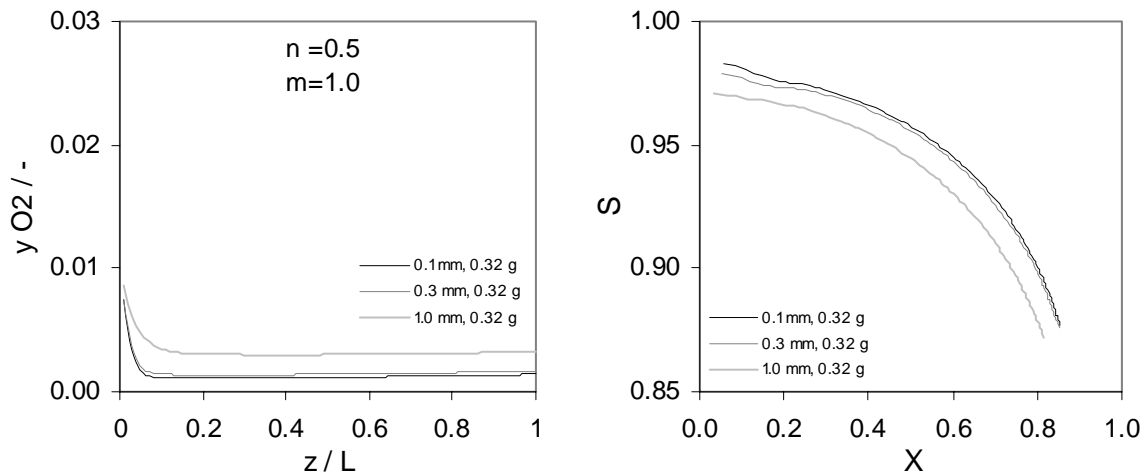 0.03
0.02
0.01
0.00
y O2 / -
n =0.5
m=1.0
0.1mm, 0.32 g
0.3 mm, 0.32 g
1.0 mm, 0.32 g
0 0.2 0.4 0.6 0.8 1
z / L
1.00
0.95
0.90
0.85
S
0.1mm, 0.32 g
0.3 mm, 0.32 g
1.0 mm, 0.32 g
0.0 0.2 0.4 0.6 0.8 1.0
X